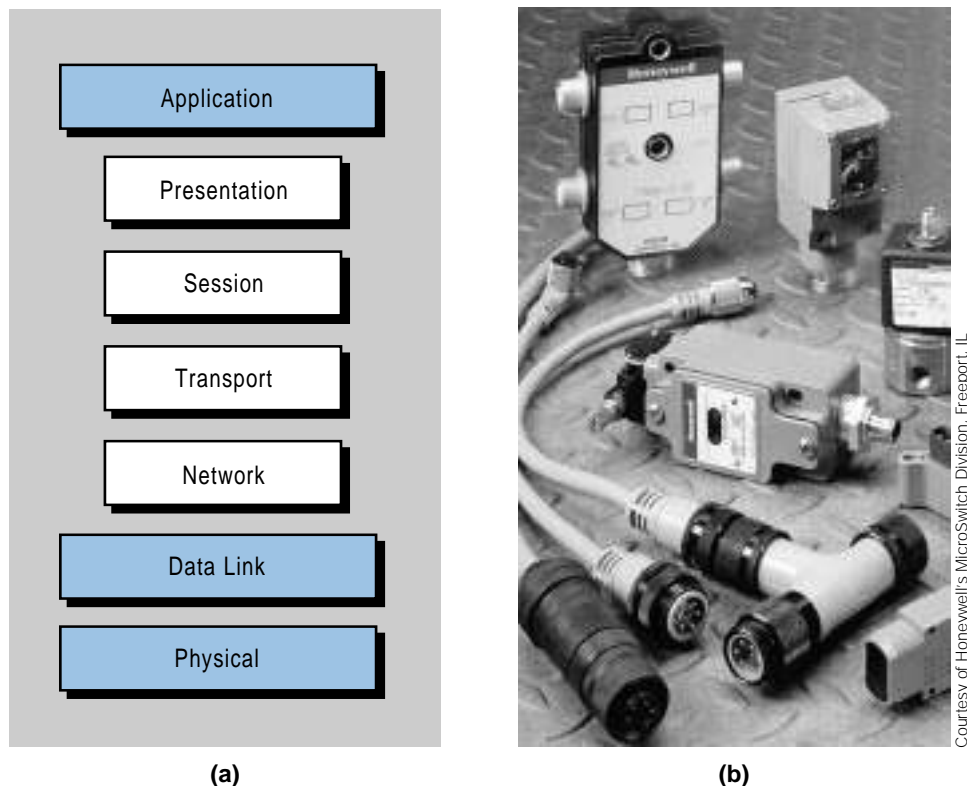 Application
Presentation
Session
Transport
Network
Data Link
Physical
(a)
Honeywell
Courtesy of Honeywell's MicroSwitch Division, Freeport, IL
(b)